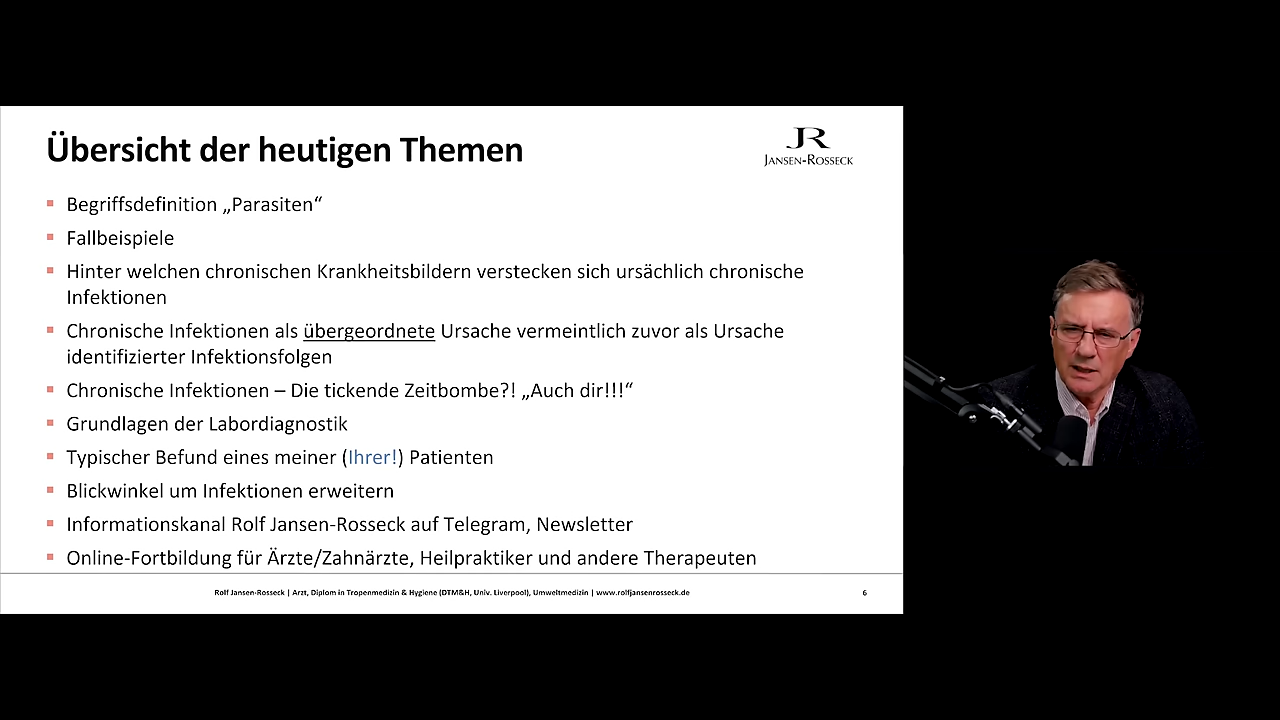 Übersicht der heutigen Themen
JR
JANSEN-ROSSECK
Begriffsdefinition „Parasiten“
Fallbeispiele
Hinter welchen chronischen Krankheitsbildern verstecken sich ursächlich chronische
Infektionen
Chronische Infektionen als übergeordnete Ursache vermeintlich zuvor als Ursache
identifizierter Infektionsfolgen
Chronische Infektionen – Die tickende Zeitbombe?! „Auch dir!!!“
Grundlagen der Labordiagnostik
Typischer Befund eines meiner (Ihrer!) Patienten
Blickwinkel um Infektionen erweitern
Informationskanal Rolf Jansen-Rosseck auf Telegram, Newsletter
Online-Fortbildung für Ärzte/Zahnärzte, Heilpraktiker und andere Therapeuten
Rolf Jansen-Rosseck | Arzt, Diplom in Tropenmedizin & Hygiene (DTM&H, Univ. Liverpool), Umweltmedizin | www.rolfjansenrosseck.de
6